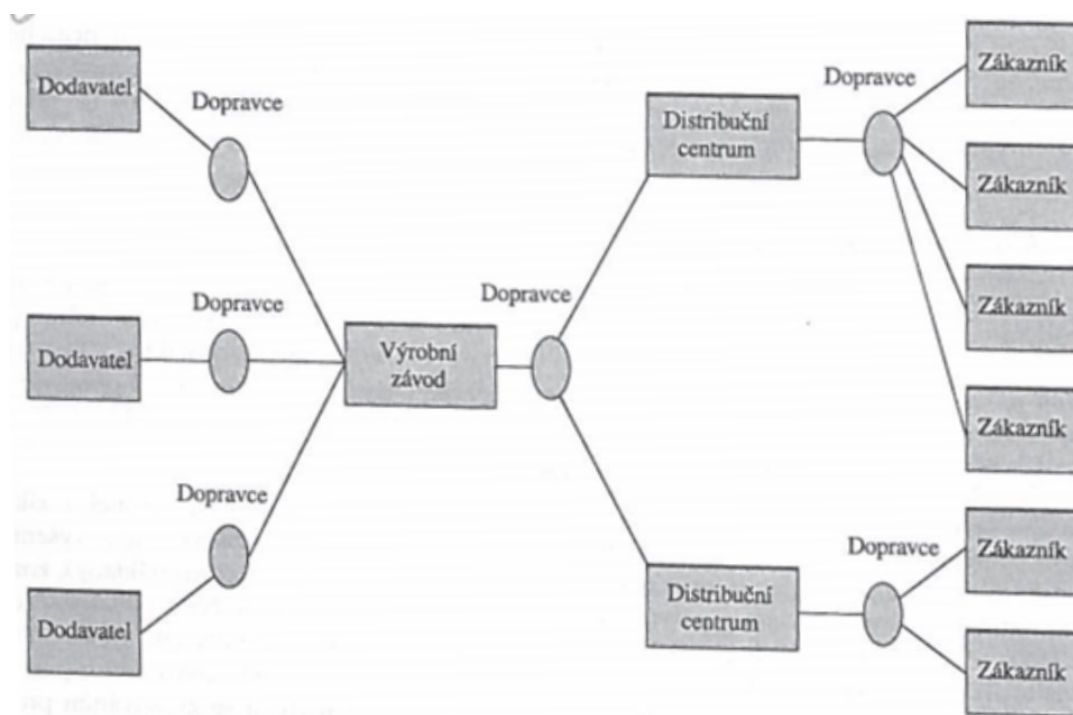 Dodavatel
Dopravce
Dodavatel
Dopravce
Dodavatel
Dopravce
Výrobní
závod
Dopravce
Distribuční
centrum
Dopravce
Distribuční
centrum
Dopravce
Zákazník
Zákazník
Zákazník
Zákazník
Zákazník
Zákazník